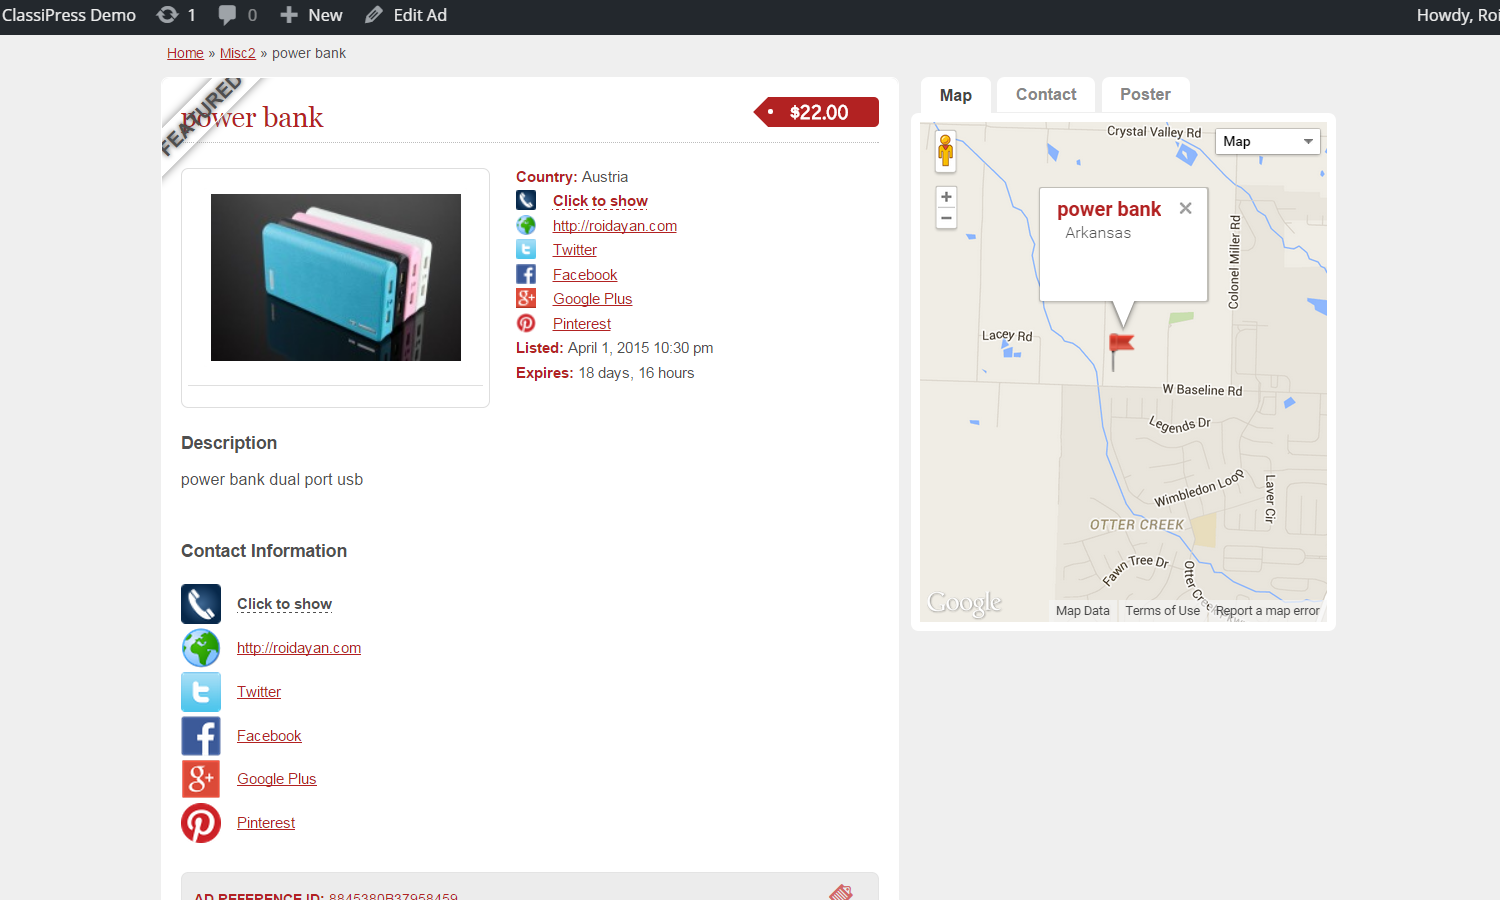 ClassiPress Demo 1 0 New Edit Ad Howdy, Roi
Home » Misc2 » power bank
FEATURED
power bank
$22.00
Country: Austria
Click to show
http://roidayan.com
Twitter
Facebook
Google Plus
Pinterest
Listed: April 1, 2015 10:30 pm
Expires: 18 days, 16 hours
Description
power bank dual port usb
Contact Information
Click to show
http://roidayan.com
Twitter
Facebook
Google Plus
Pinterest
AD REFERENCE ID: 8845380B37958459
Map Contact Poster
Crystal Valley Rd
Map
power bank
Arkansas
Colonel Miller Rd
Lacey Rd
W Baseline Rd
Legends Dr
Wimbledon Loop
Laver Cir
OTTER CREEK
Fawn Tree Dr
Otter Cre
Google
Map Data Terms of Use Report a map error